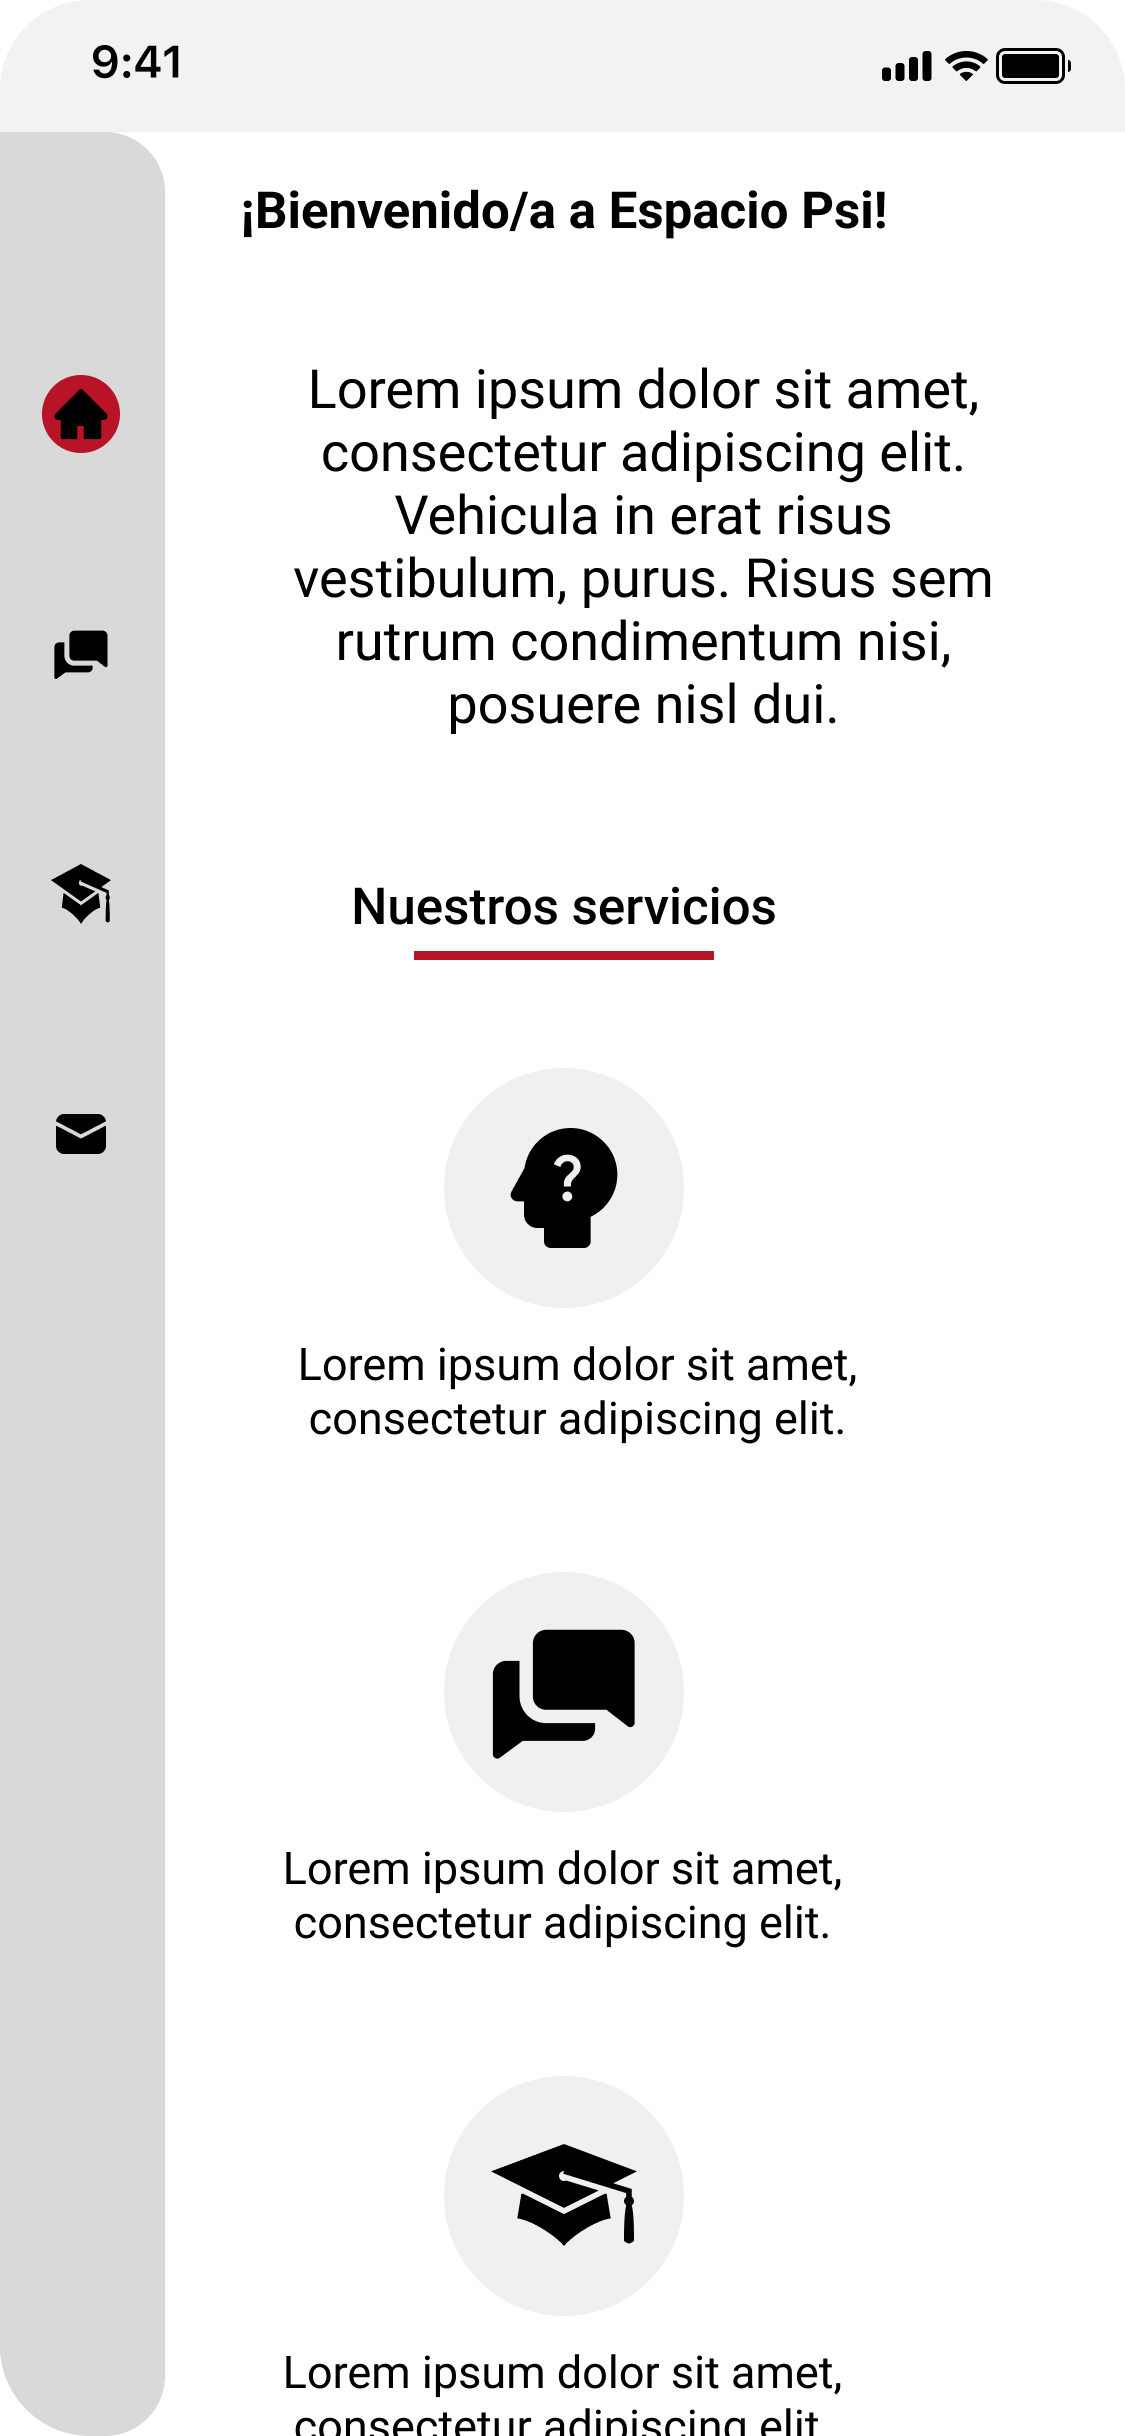 9:41
¡Bienvenido/a a Espacio Psi!
Lorem ipsum dolor sit amet,
consectetur adipiscing elit.
Vehicula in erat risus
vestibulum, purus. Risus sem
rutrum condimentum nisi,
posuere nisl dui.
Nuestros servicios
?
Lorem ipsum dolor sit amet,
consectetur adipiscing elit.
Lorem ipsum dolor sit amet,
consectetur adipiscing elit.
Lorem ipsum dolor sit amet,
consectetur adipiscing elit